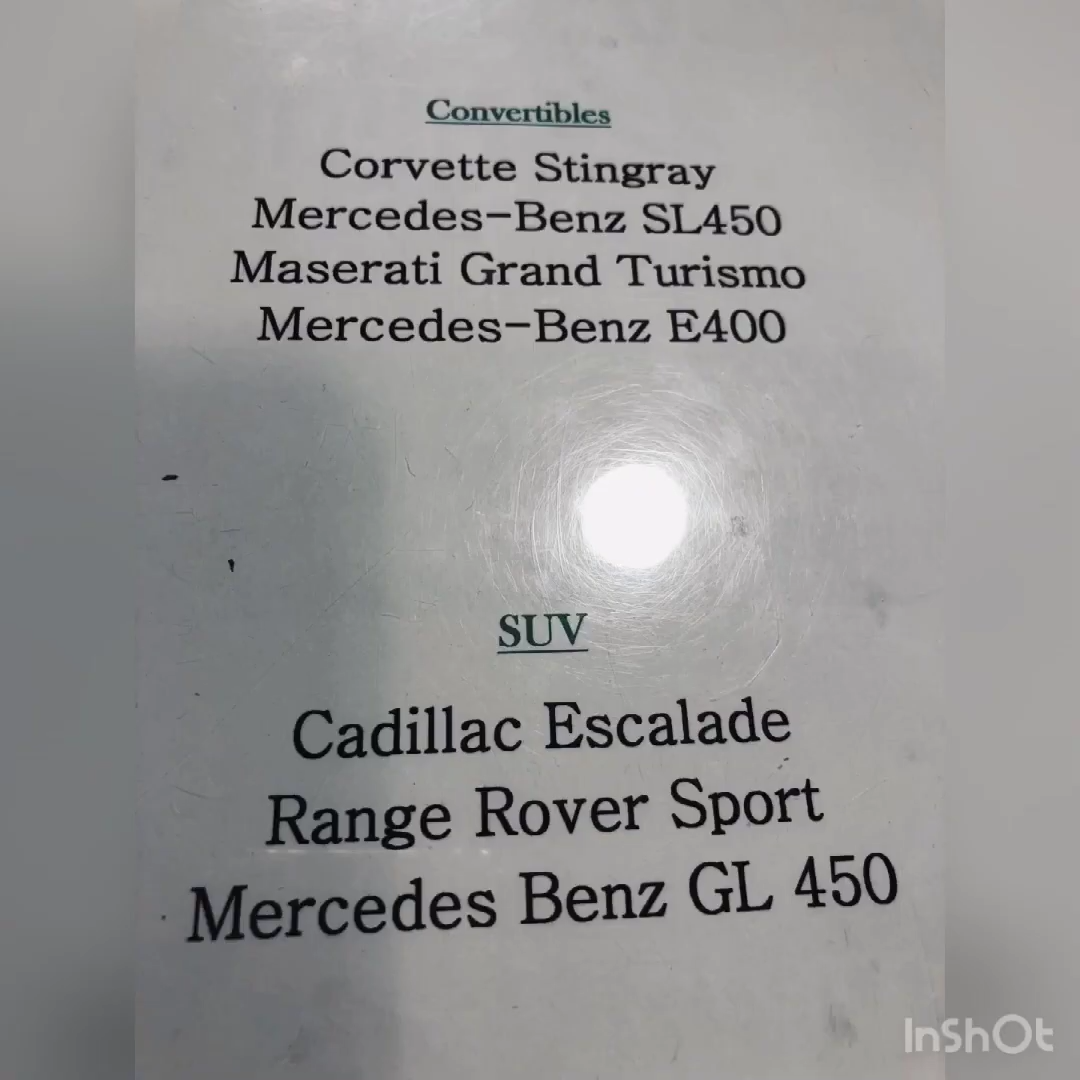 Convertibles
Corvette Stingray
Mercedes-Benz SL450
Maserati Grand Turismo
Mercedes-Benz E400
SUV
Cadillac Escalade
Range Rover Sport
Mercedes Benz GL 450
InShOt